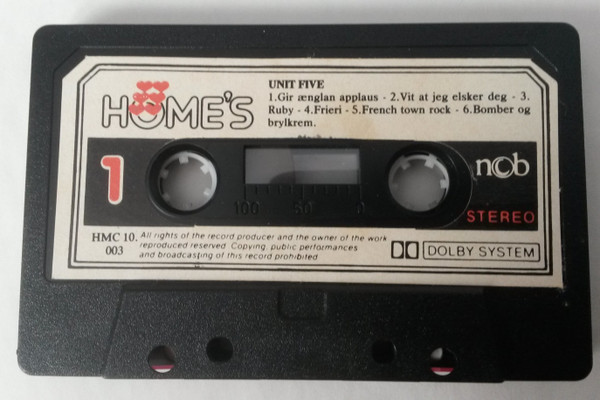 HOME'S
UNIT FIVE
1.Gir ænglan applaus - 2.Vit at jeg elsker deg - 3.
Ruby - 4.Frieri - 5.French town rock - 6.Bomber og
brylkrem.
1
100 50 0
ncb
STEREO
HMC 10.
003
All rights of the record producer and the owner of the work
reproduced reserved Copying, public performances
and broadcasting of this record prohibited
DOLBY SYSTEM